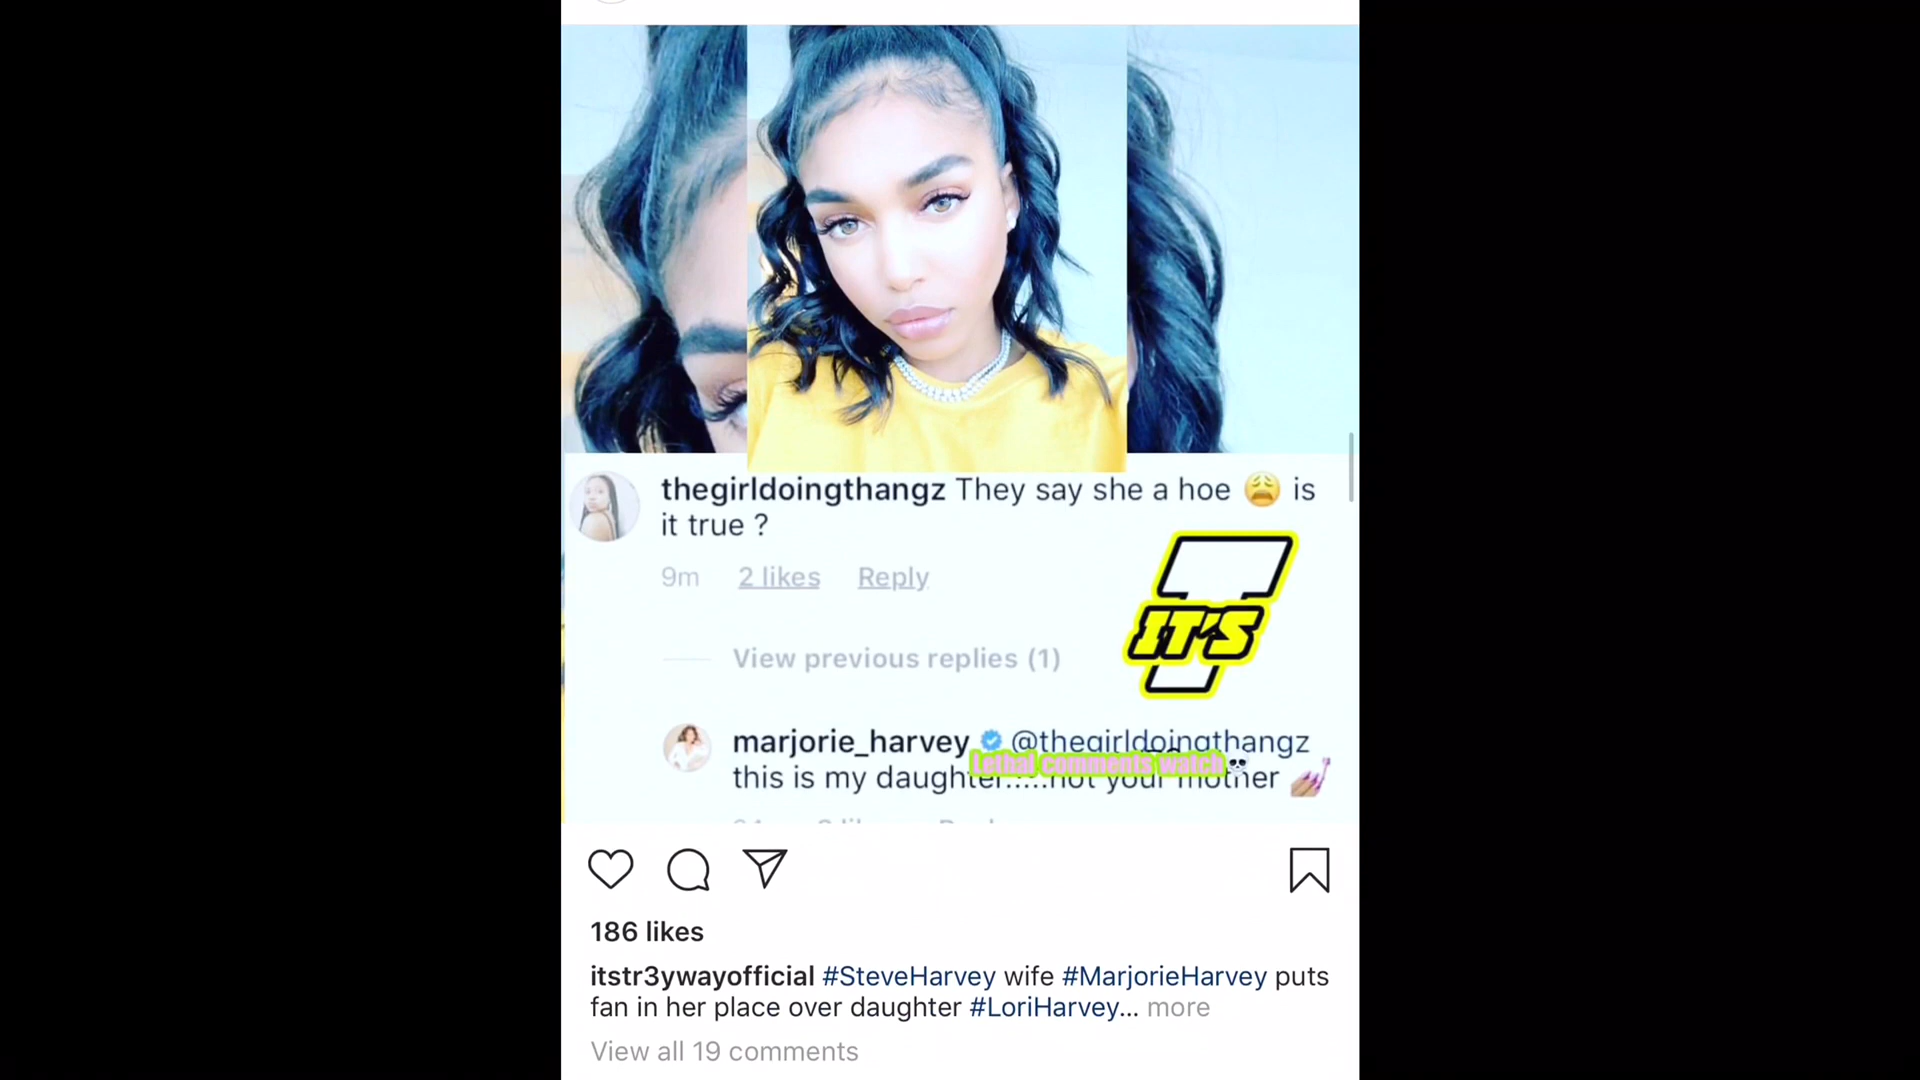 thegirldoingthangz They say she a hoe 😩 is
it true ?
9m 2 likes Reply
IT'S
View previous replies (1)
marjorie_harvey @thegirldoingthangz
Lethal comments watch💀
this is my daughter.....not your mother 💅
186 likes
itstr3ywayofficial #SteveHarvey wife #MarjorieHarvey puts
fan in her place over daughter #LoriHarvey... more
View all 19 comments